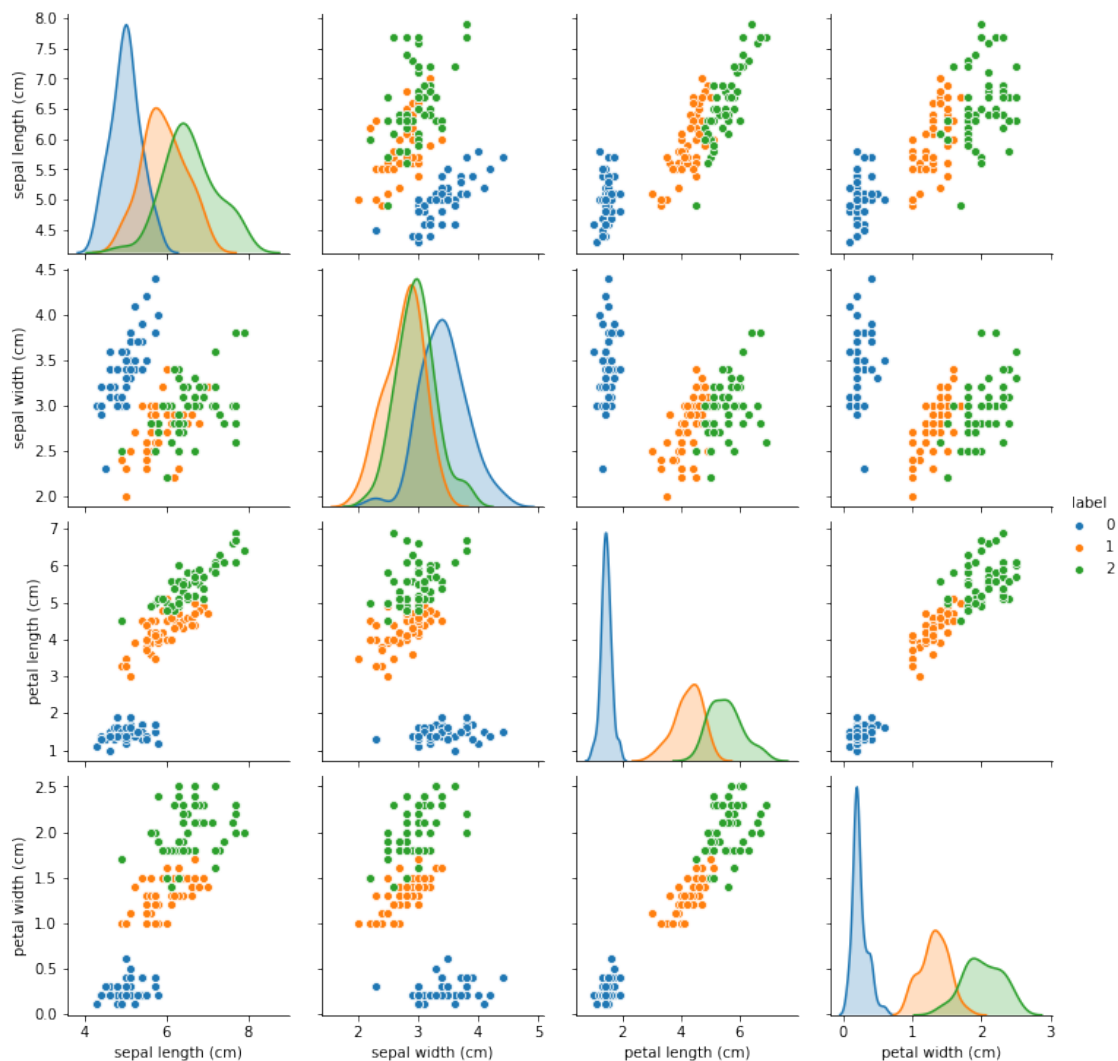 8.0
7.5
7.0
6.5
6.0
5.5
5.0
4.5
sepal length (cm)
4.5
4.0
3.5
3.0
2.5
2.0
sepal width (cm)
label
0
1
2
7
6
5
4
3
2
1
petal length (cm)
2.5
2.0
1.5
1.0
0.5
0.0
petal width (cm)
4 6 8
sepal length (cm)
2 3 4 5
sepal width (cm)
2 4 6
petal length (cm)
0 1 2 3
petal width (cm)